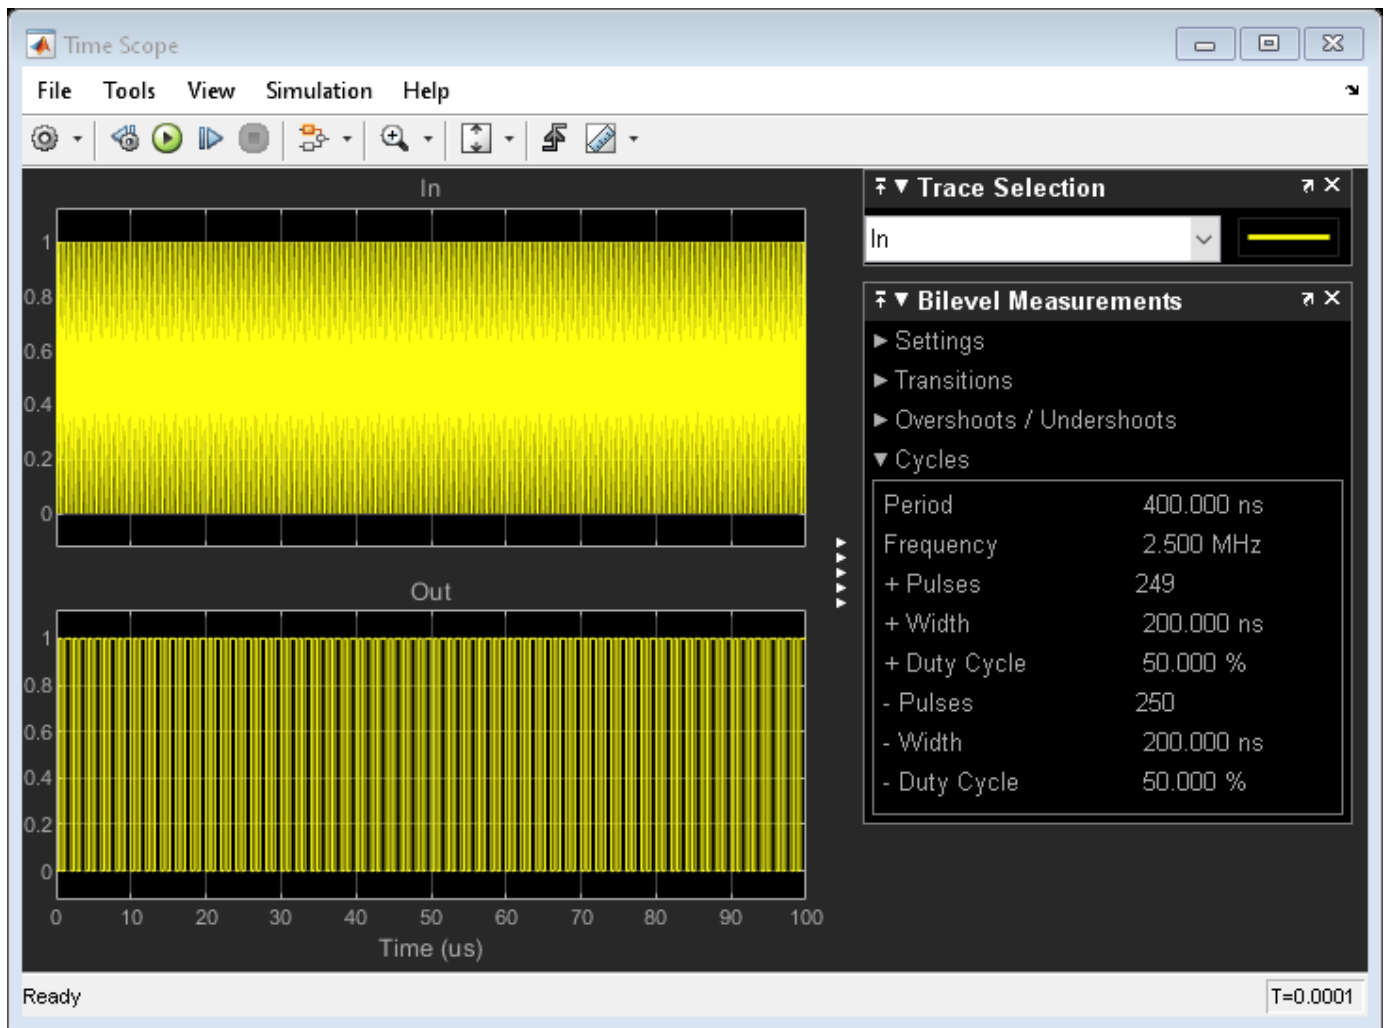 Time Scope
File Tools View Simulation Help
In
1
0.8
0.6
0.4
0.2
0
Out
1
0.8
0.6
0.4
0.2
0
0 10 20 30 40 50 60 70 80 90 100
Time (us)
Trace Selection
In
Bilevel Measurements
Settings
Transitions
Overshoots / Undershoots
Cycles
Period 400.000 ns
Frequency 2.500 MHz
+ Pulses 249
+ Width 200.000 ns
+ Duty Cycle 50.000 %
- Pulses 250
- Width 200.000 ns
- Duty Cycle 50.000 %
Ready T=0.0001